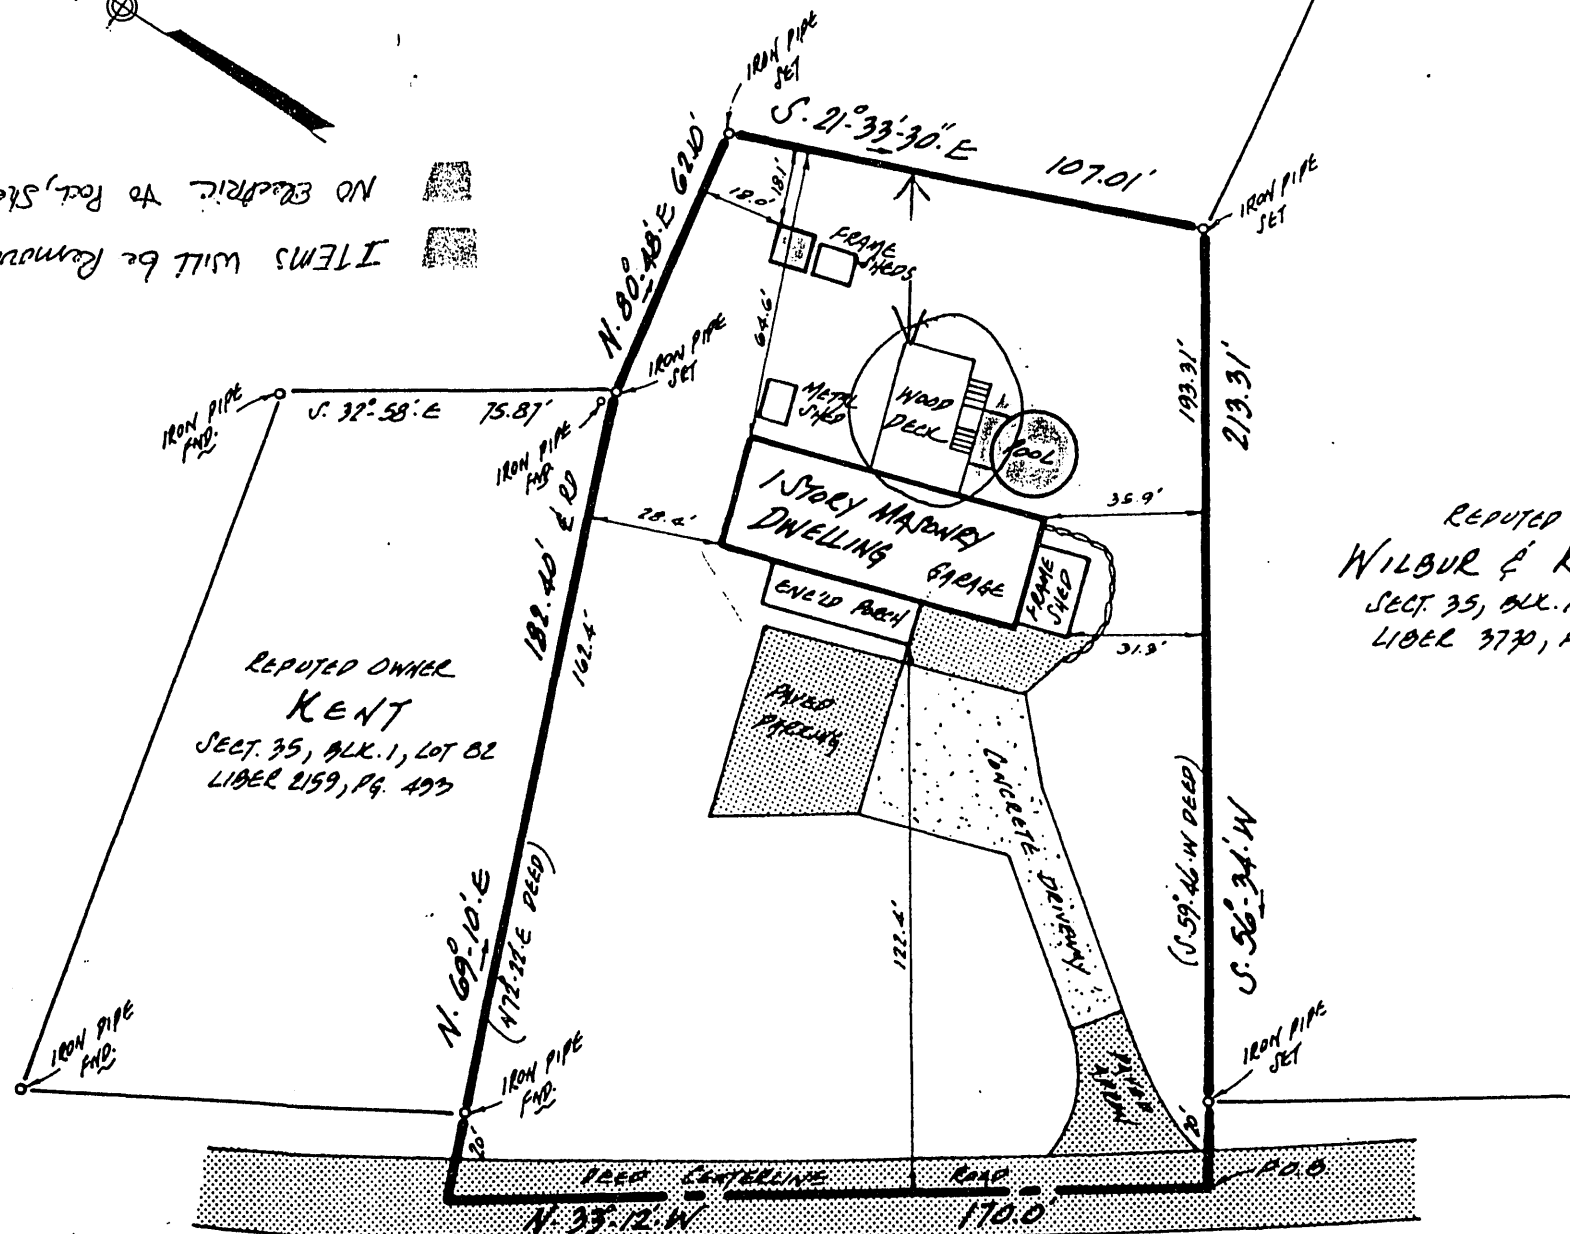 IRON PIPE
SET
S. 21°-33'-30". E
107.01'
IRON PIPE
SET
NO Electric to Pool,
ITEMS will be
N. 80°-48'. E 62.10'
18.0'
18.1'
FRAME
SHEDS
64.6'
IRON PIPE
SET
IRON PIPE
FND.
S. 32°-58'. E 75.87'
IRON PIPE
FND.
METAL
SHED
WOOD
DECK
POOL
193.31'
213.31'
1 STORY MASONRY
DWELLING
GARAGE
FRAME
SHED
ENC'LD PORCH
35.9'
28.4'
31.8'
182.40' ¢ RD
162.4'
REPUTED OWNER
KENT
SECT. 35, BLK. 1, LOT 82
LIBER 2159, PG. 493
REPUTED
WILBUR &
SECT. 35, BLK.
LIBER 3730,
PAVED
PARKING
CONCRETE DRIVEWAY
122.4'
(S. 59°-46'. W DEED)
S. 56°-34'. W
N. 69°-10'. E
(N 72°-22'. E DEED)
IRON PIPE
FND.
IRON PIPE
FND.
IRON PIPE
SET
PAVED
APRON
20'
20'
DEED CENTERLINE ROAD
P.O.B
N. 33°-12'. W 170.0'